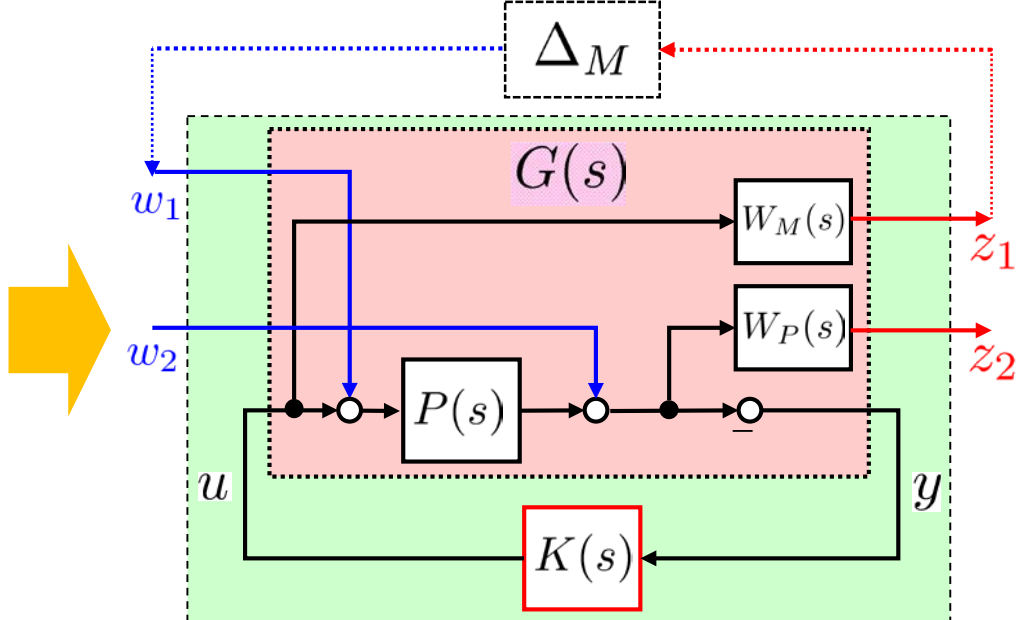 Δ_M
G(s)
w_1
W_M(s)
z_1
w_2
W_P(s)
z_2
P(s)
−
u
y
K(s)